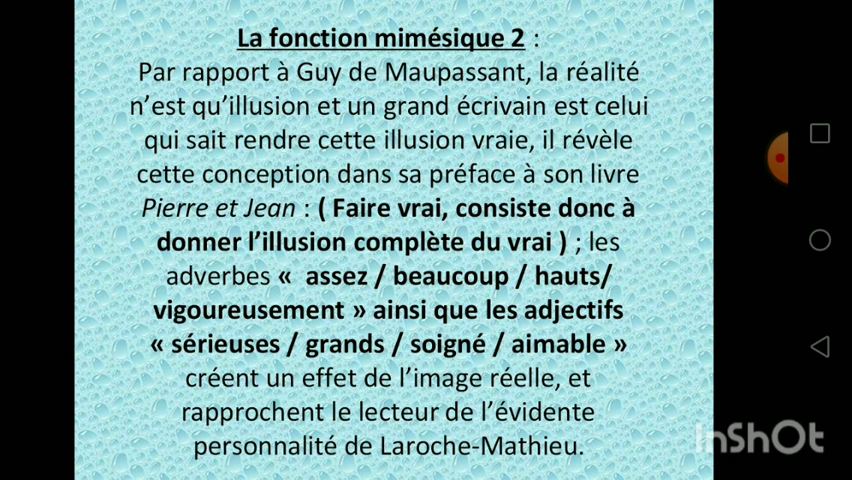 La fonction mimésique 2 :
Par rapport à Guy de Maupassant, la réalité
n’est qu’illusion et un grand écrivain est celui
qui sait rendre cette illusion vraie, il révèle
cette conception dans sa préface à son livre
Pierre et Jean : ( Faire vrai, consiste donc à
donner l’illusion complète du vrai ) ; les
adverbes «  assez / beaucoup / hauts/
vigoureusement » ainsi que les adjectifs
« sérieuses / grands / soigné / aimable »
créent un effet de l’image réelle, et
rapprochent le lecteur de l’évidente
personnalité de Laroche-Mathieu.
InShOt